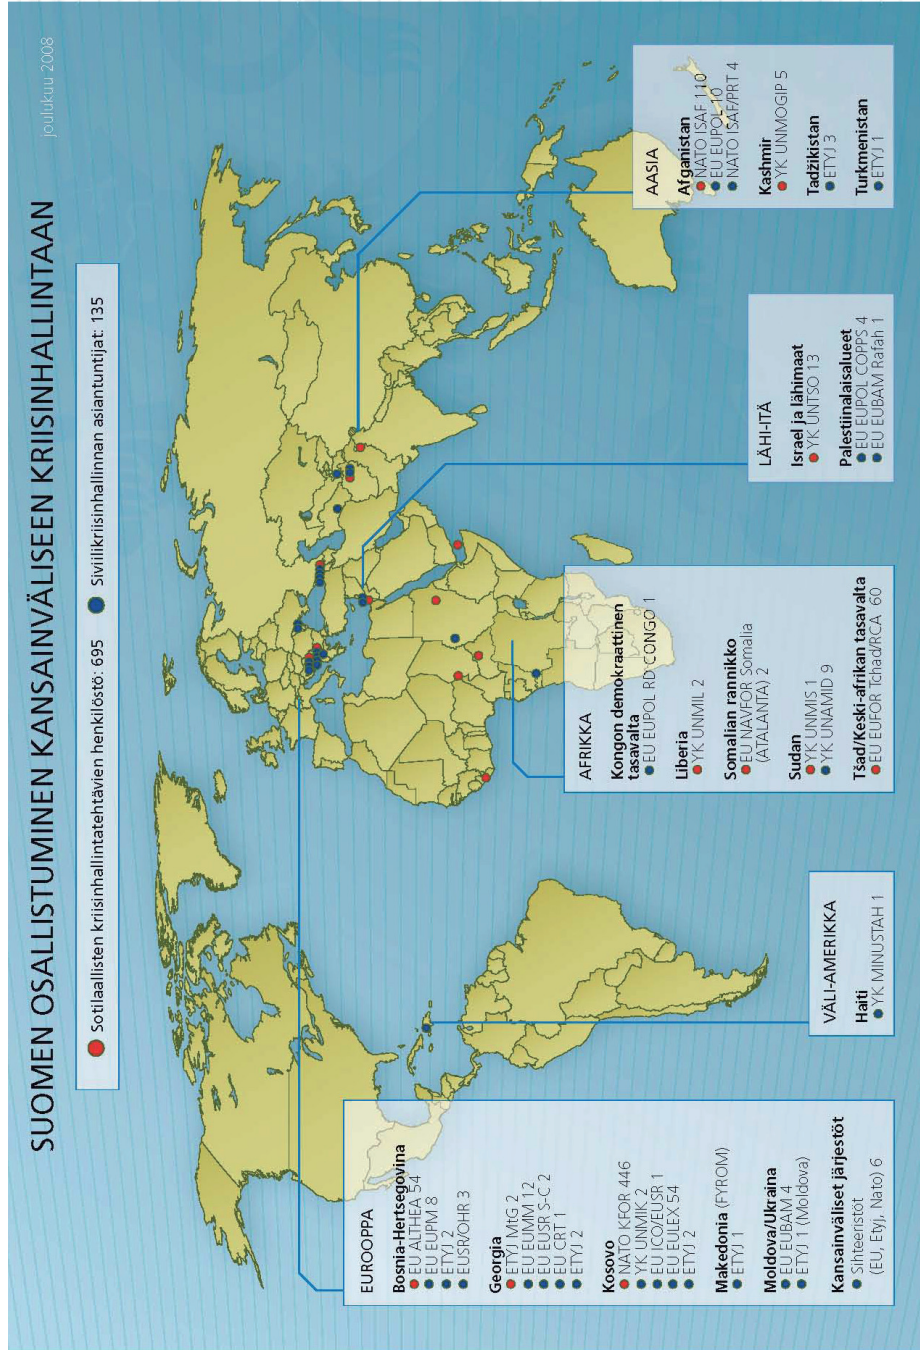 SUOMEN OSALLISTUMINEN KANSAINVÄLISEEN KRIISINHALLINTAAN
joulukuu 2008
Sotilaallisten kriisinhallintatehtävien henkilöstö: 695
Siviilikriisinhallinnan asiantuntijat: 135
EUROOPPA
Bosnia-Hertsegovina
EU ALTHEA 54
EU EUPM 8
ETYJ 2
EUSR/OHR 3
Georgia
ETYJ MtG 2
EU EUMM 12
EU EUSR S-C 2
EU CRT 1
ETYJ 2
Kosovo
NATO KFOR 446
YK UNMIK 2
EU ICO/EUSR 1
EU EULEX 54
ETYJ 2
Makedonia (FYROM)
ETYJ 1
Moldova/Ukraina
EU EUBAM 4
ETYJ 1 (Moldova)
Kansainväliset järjestöt
Sihteeristöt
(EU, Etyj, Nato) 6
VÄLI-AMERIKKA
Haiti
YK MINUSTAH 1
AFRIKKA
Kongon demokraattinen
tasavalta
EU EUPOL RD CONGO 1
Liberia
YK UNMIL 2
Somalian rannikko
EU NAVFOR Somalia
(ATALANTA) 2
Sudan
YK UNMIS 1
YK UNAMID 9
Tšad/Keski-afrikan tasavalta
EU EUFOR Tchad/RCA 60
LÄHI-ITÄ
Israel ja lähimaat
YK UNTSO 13
Palestiinalaisalueet
EU EUPOL COPPS 4
EU EUBAM Rafah 1
AASIA
Afganistan
NATO ISAF 110
EU EUPOL 10
NATO ISAF/PRT 4
Kashmir
YK UNMOGIP 5
Tadžikistan
ETYJ 3
Turkmenistan
ETYJ 1